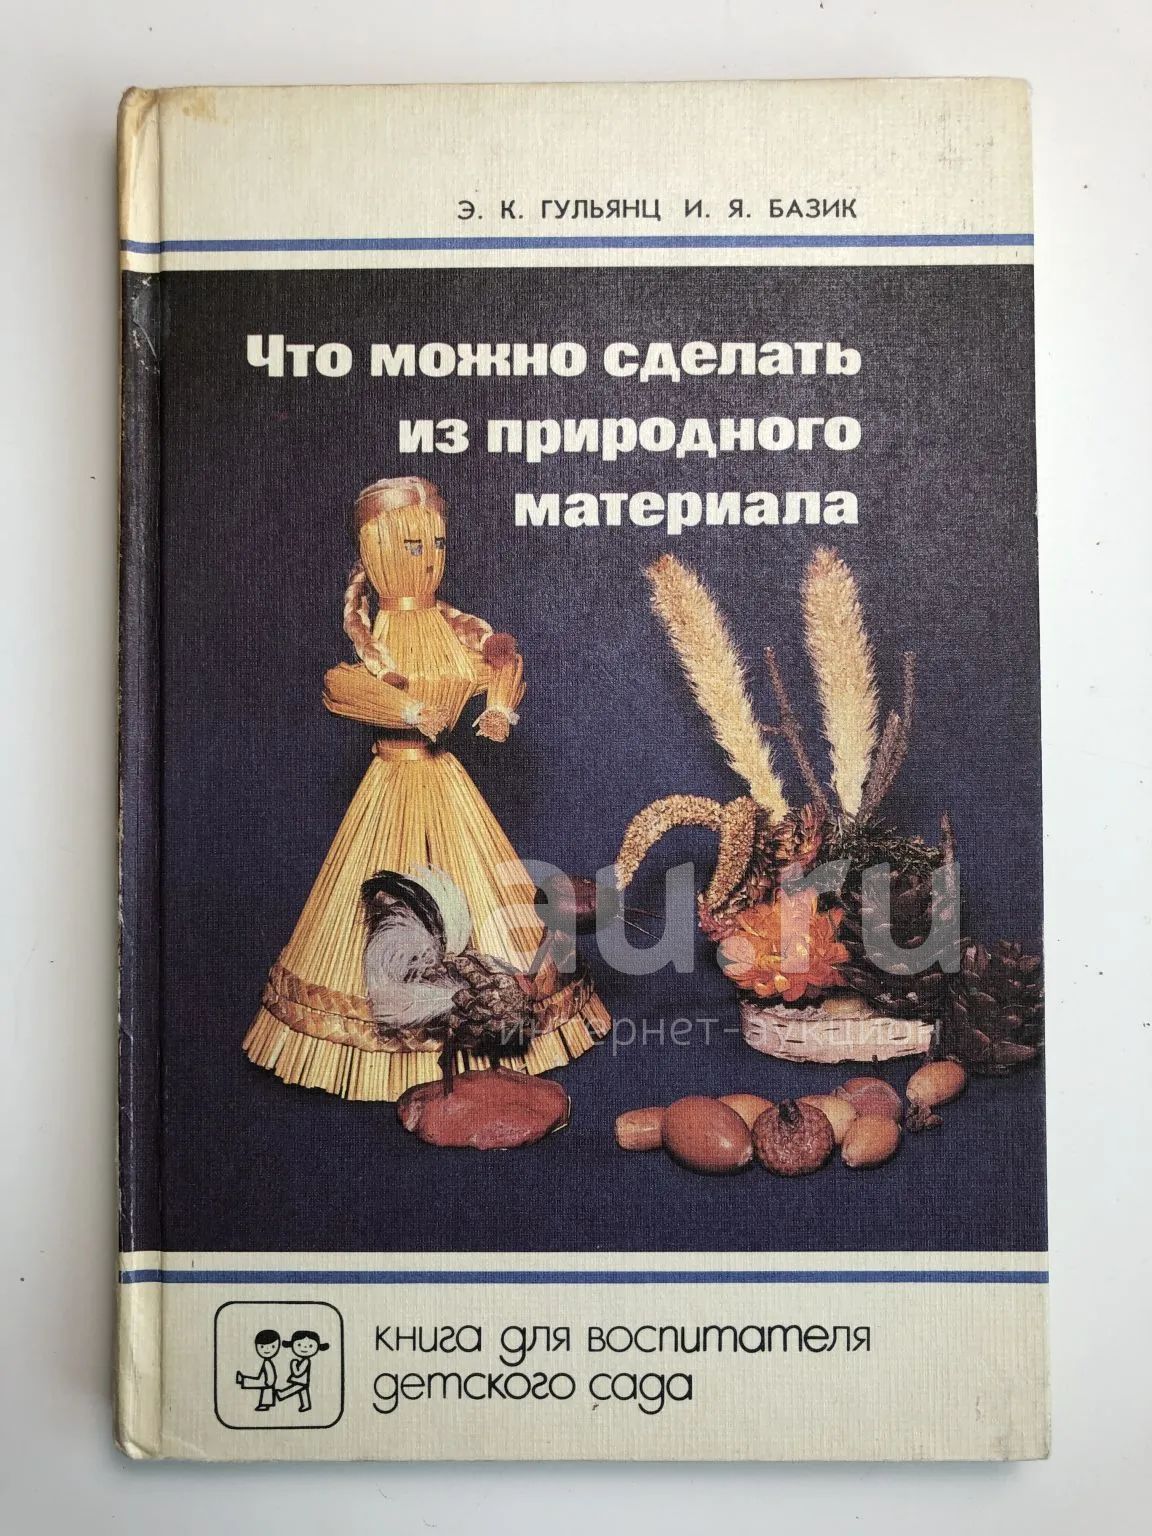 Э. К. ГУЛЬЯНЦ И. Я. БАЗИК
Что можно сделать
из природного
материала
au.ru
интернет-аукцион
книга для воспитателя
детского сада